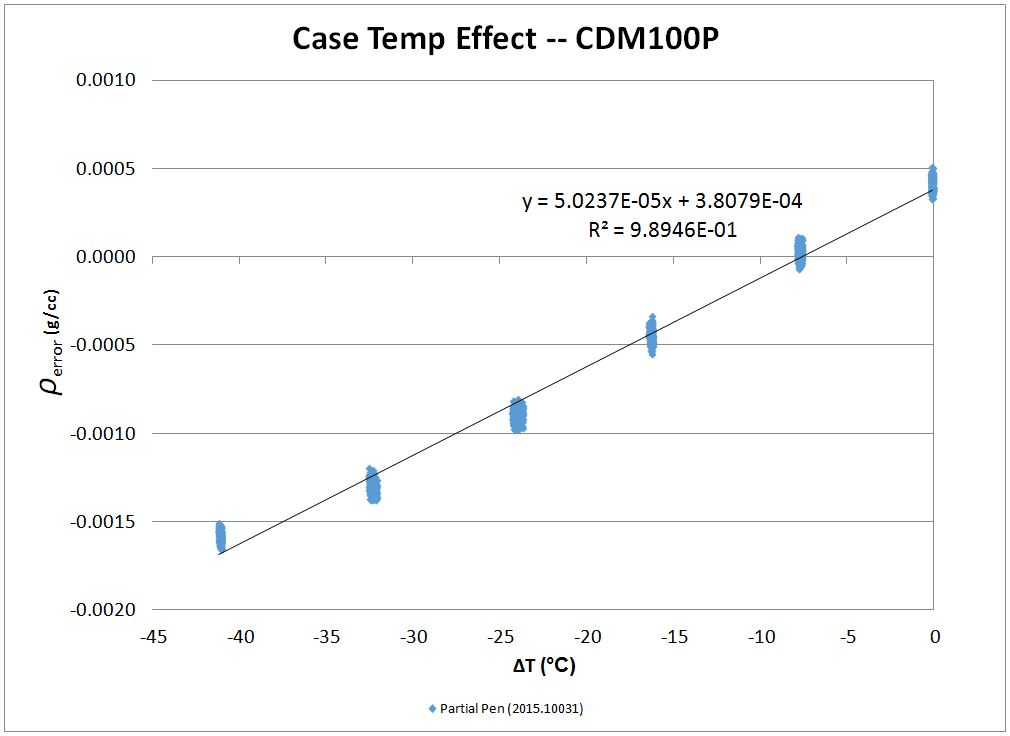 Case Temp Effect -- CDM100P
0.0010
0.0005
y = 5.0237E-05x + 3.8079E-04
R² = 9.8946E-01
0.0000
-0.0005
-0.0010
-0.0015
-0.0020
ρerror (g/cc)
-45 -40 -35 -30 -25 -20 -15 -10 -5 0
ΔT (°C)
Partial Pen (2015.10031)